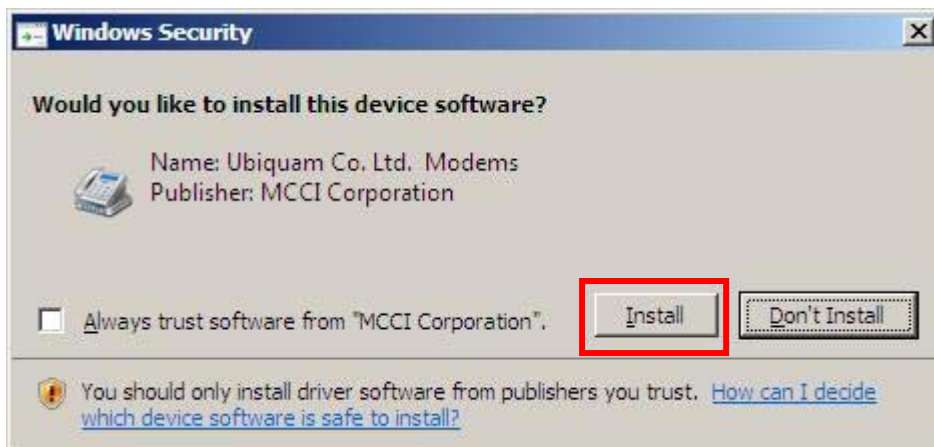 Windows Security
Would you like to install this device software?
Name: Ubiquam Co. Ltd.  Modems
Publisher: MCCI Corporation
Always trust software from "MCCI Corporation".
Install
Don't Install
You should only install driver software from publishers you trust.  How can I decide
which device software is safe to install?